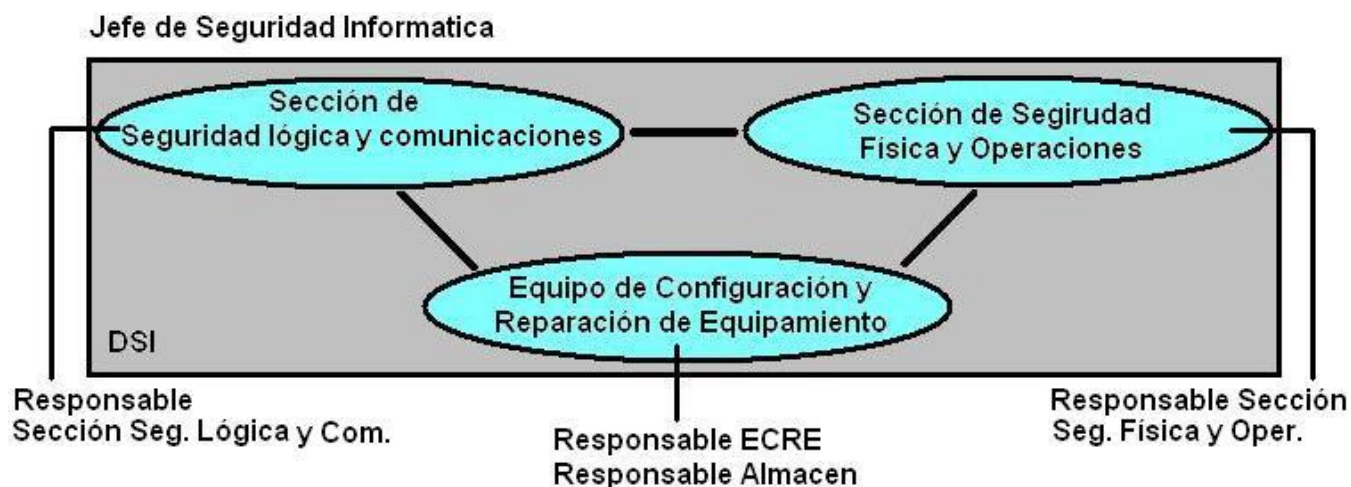 Jefe de Seguridad Informatica
Sección de
Seguridad lógica y comunicaciones
Sección de Segirudad
Física y Operaciones
Equipo de Configuración y
Reparación de Equipamiento
DSI
Responsable
Sección Seg. Lógica y Com.
Responsable ECRE
Responsable Almacen
Responsable Sección
Seg. Física y Oper.